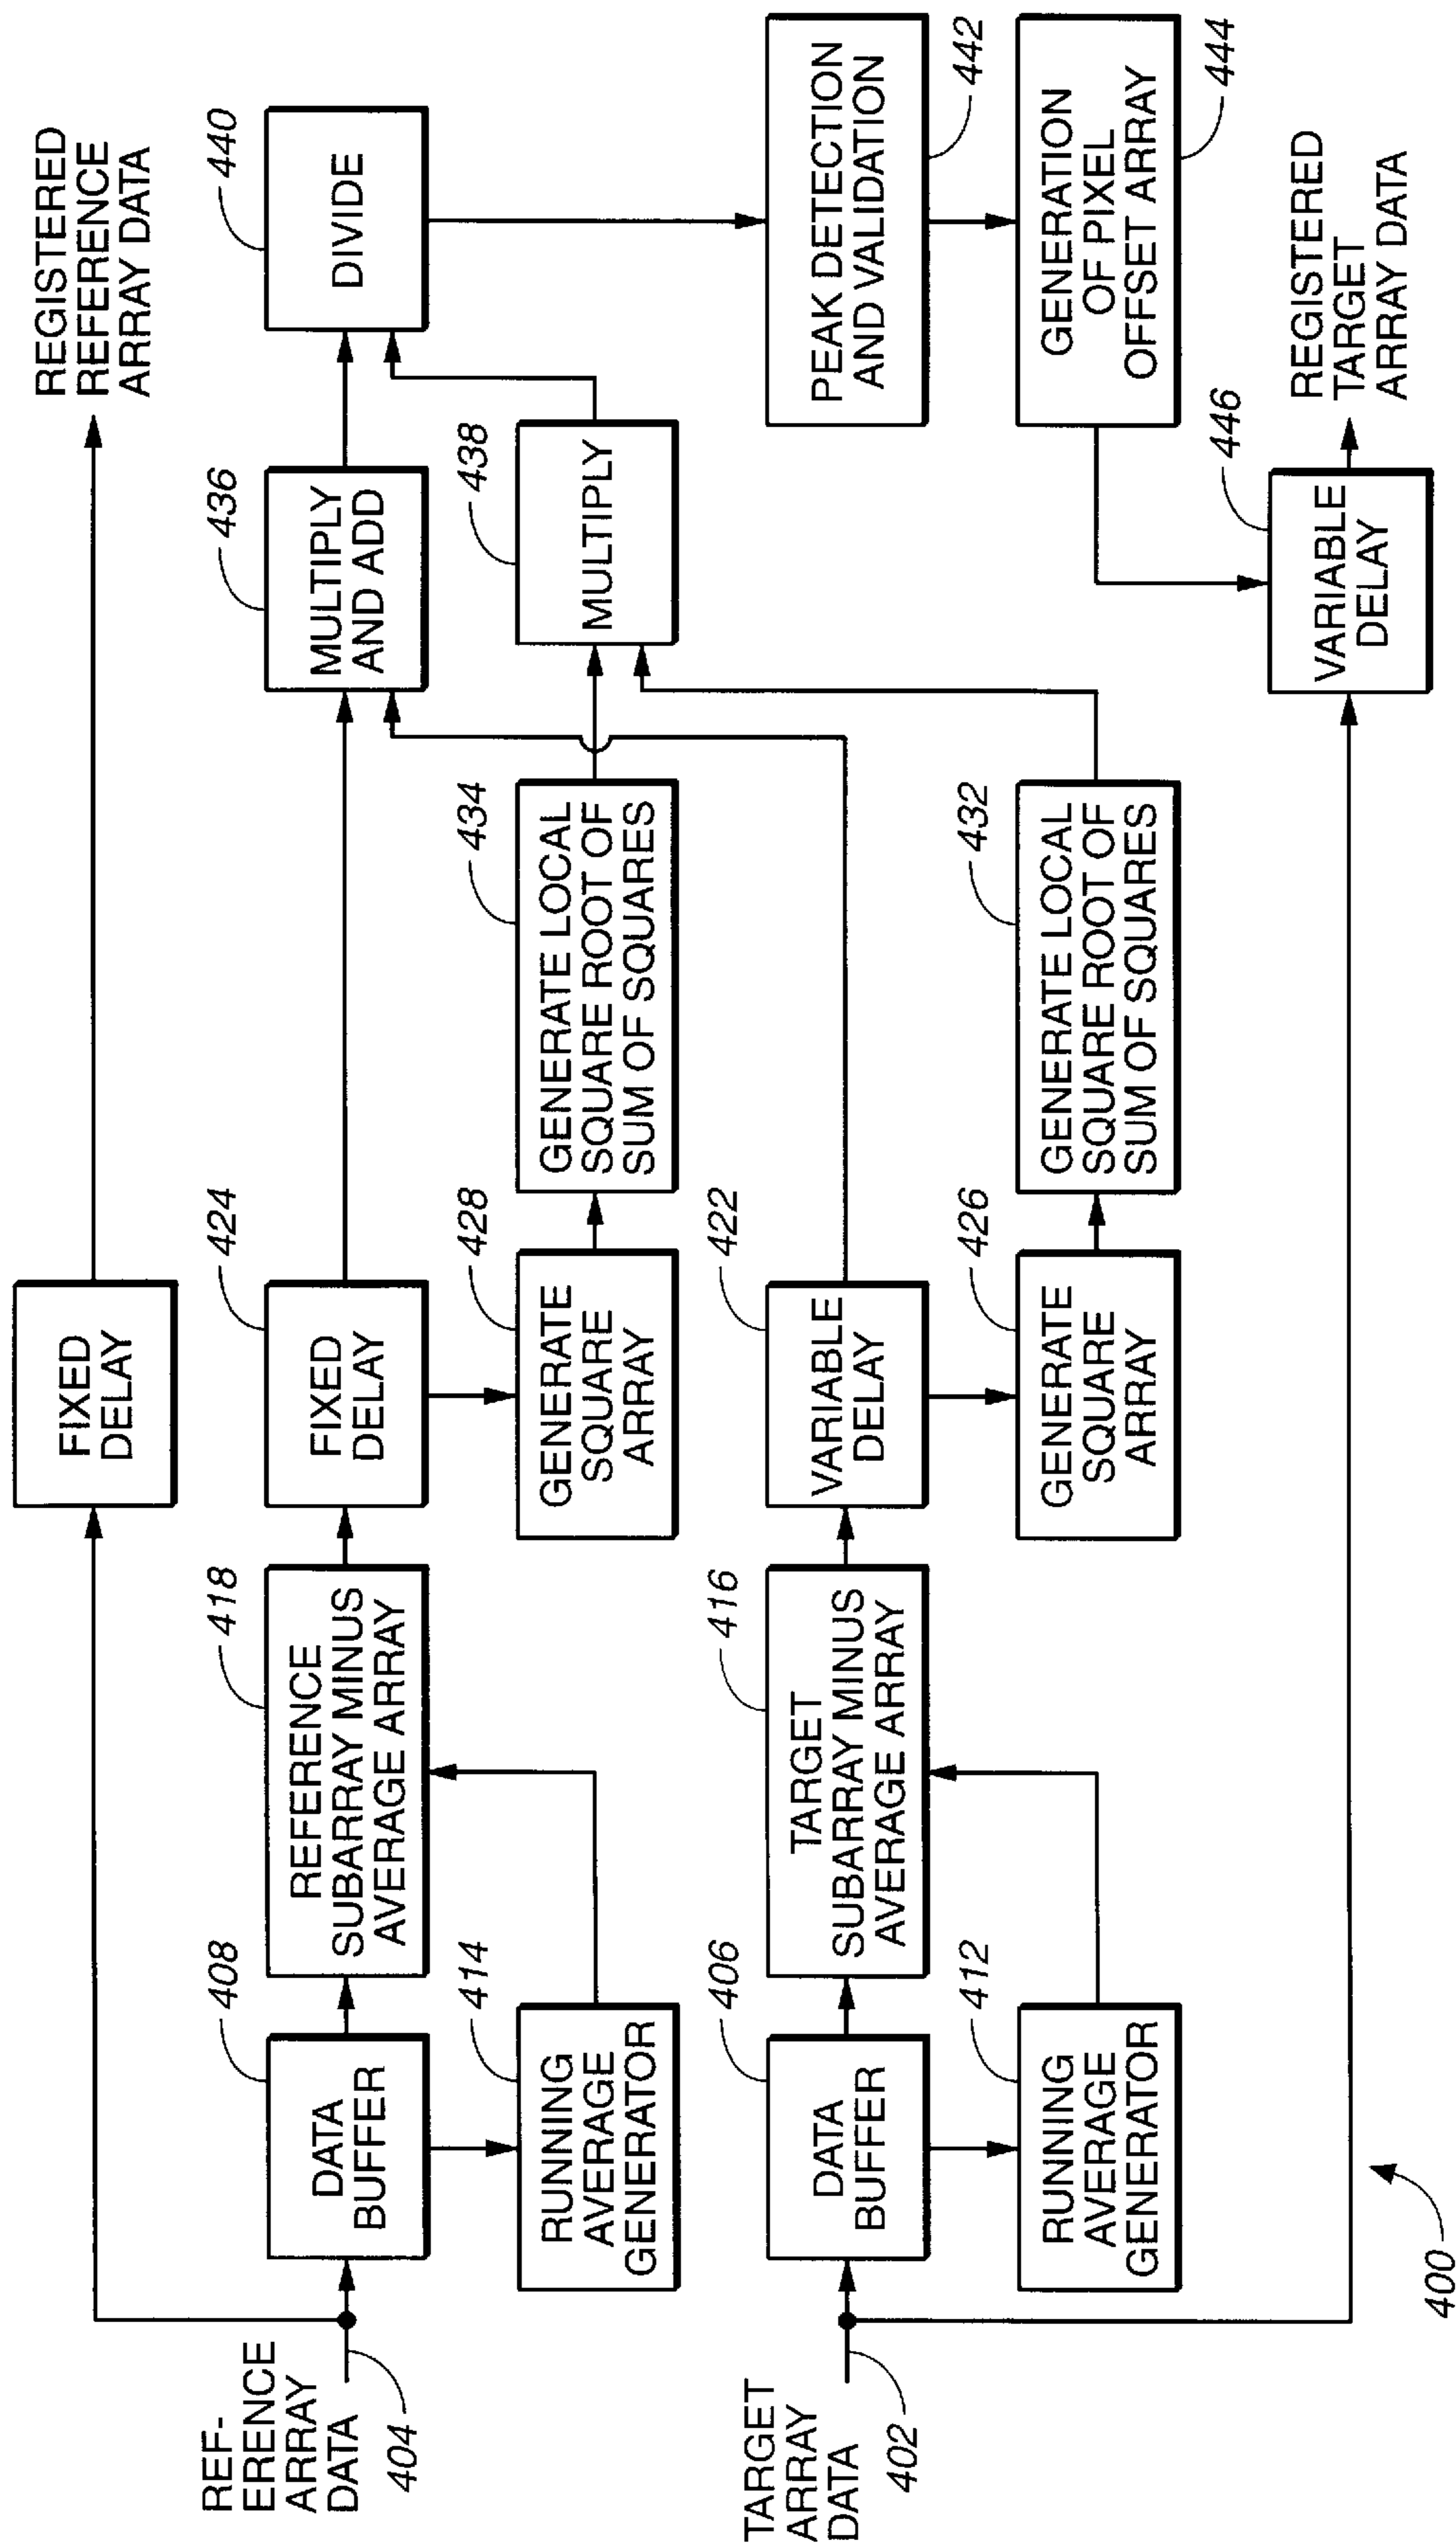 REGISTERED
REFERENCE
ARRAY DATA
FIXED
DELAY
REF-
ERENCE
ARRAY
DATA
404
408
DATA
BUFFER
418
REFERENCE
SUBARRAY MINUS
AVERAGE ARRAY
424
FIXED
DELAY
436
MULTIPLY
AND ADD
440
DIVIDE
414
RUNNING
AVERAGE
GENERATOR
428
GENERATE
SQUARE
ARRAY
434
GENERATE LOCAL
SQUARE ROOT OF
SUM OF SQUARES
438
MULTIPLY
TARGET
ARRAY
DATA
402
406
DATA
BUFFER
416
TARGET
SUBARRAY MINUS
AVERAGE ARRAY
422
VARIABLE
DELAY
PEAK DETECTION
AND VALIDATION
442
412
RUNNING
AVERAGE
GENERATOR
426
GENERATE
SQUARE
ARRAY
432
GENERATE LOCAL
SQUARE ROOT OF
SUM OF SQUARES
GENERATION
OF PIXEL
OFFSET ARRAY
444
446
VARIABLE
DELAY
REGISTERED
TARGET
ARRAY DATA
400